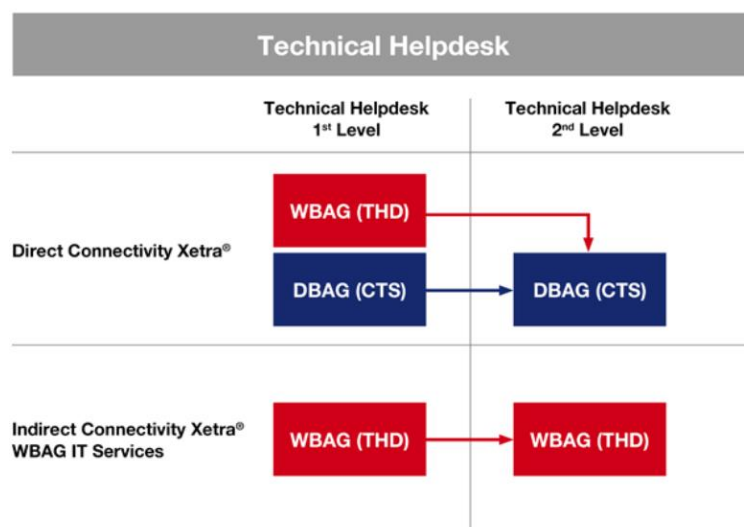 Technical Helpdesk
Technical Helpdesk
1st Level
Technical Helpdesk
2nd Level
Direct Connectivity Xetra®
WBAG (THD)
DBAG (CTS)
DBAG (CTS)
Indirect Connectivity Xetra®
WBAG IT Services
WBAG (THD)
WBAG (THD)